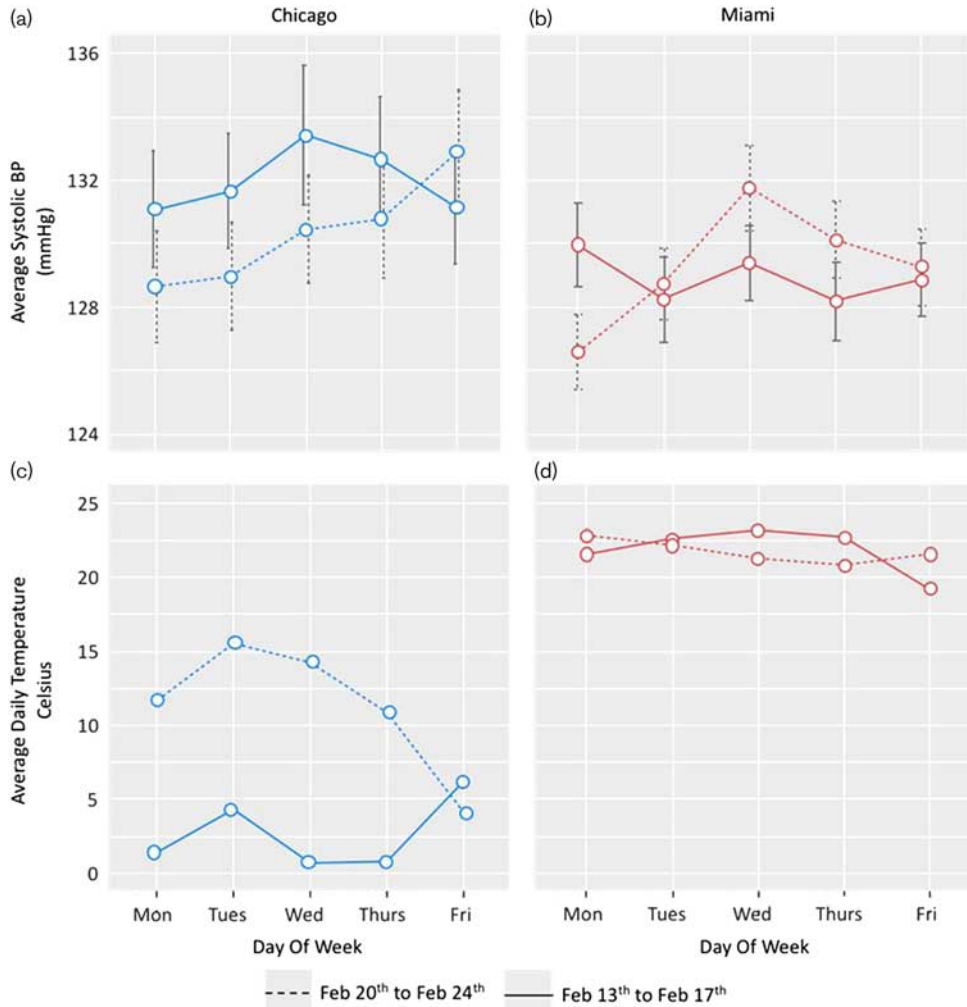 (a)
Chicago
(b)
Miami
Average Systolic BP
(mmHg)
136
132
128
124
(c)
(d)
Average Daily Temperature
Celsius
25
20
15
10
5
0
Mon Tues Wed Thurs Fri
Mon Tues Wed Thurs Fri
Day Of Week
Day Of Week
Feb 20th to Feb 24th
Feb 13th to Feb 17th